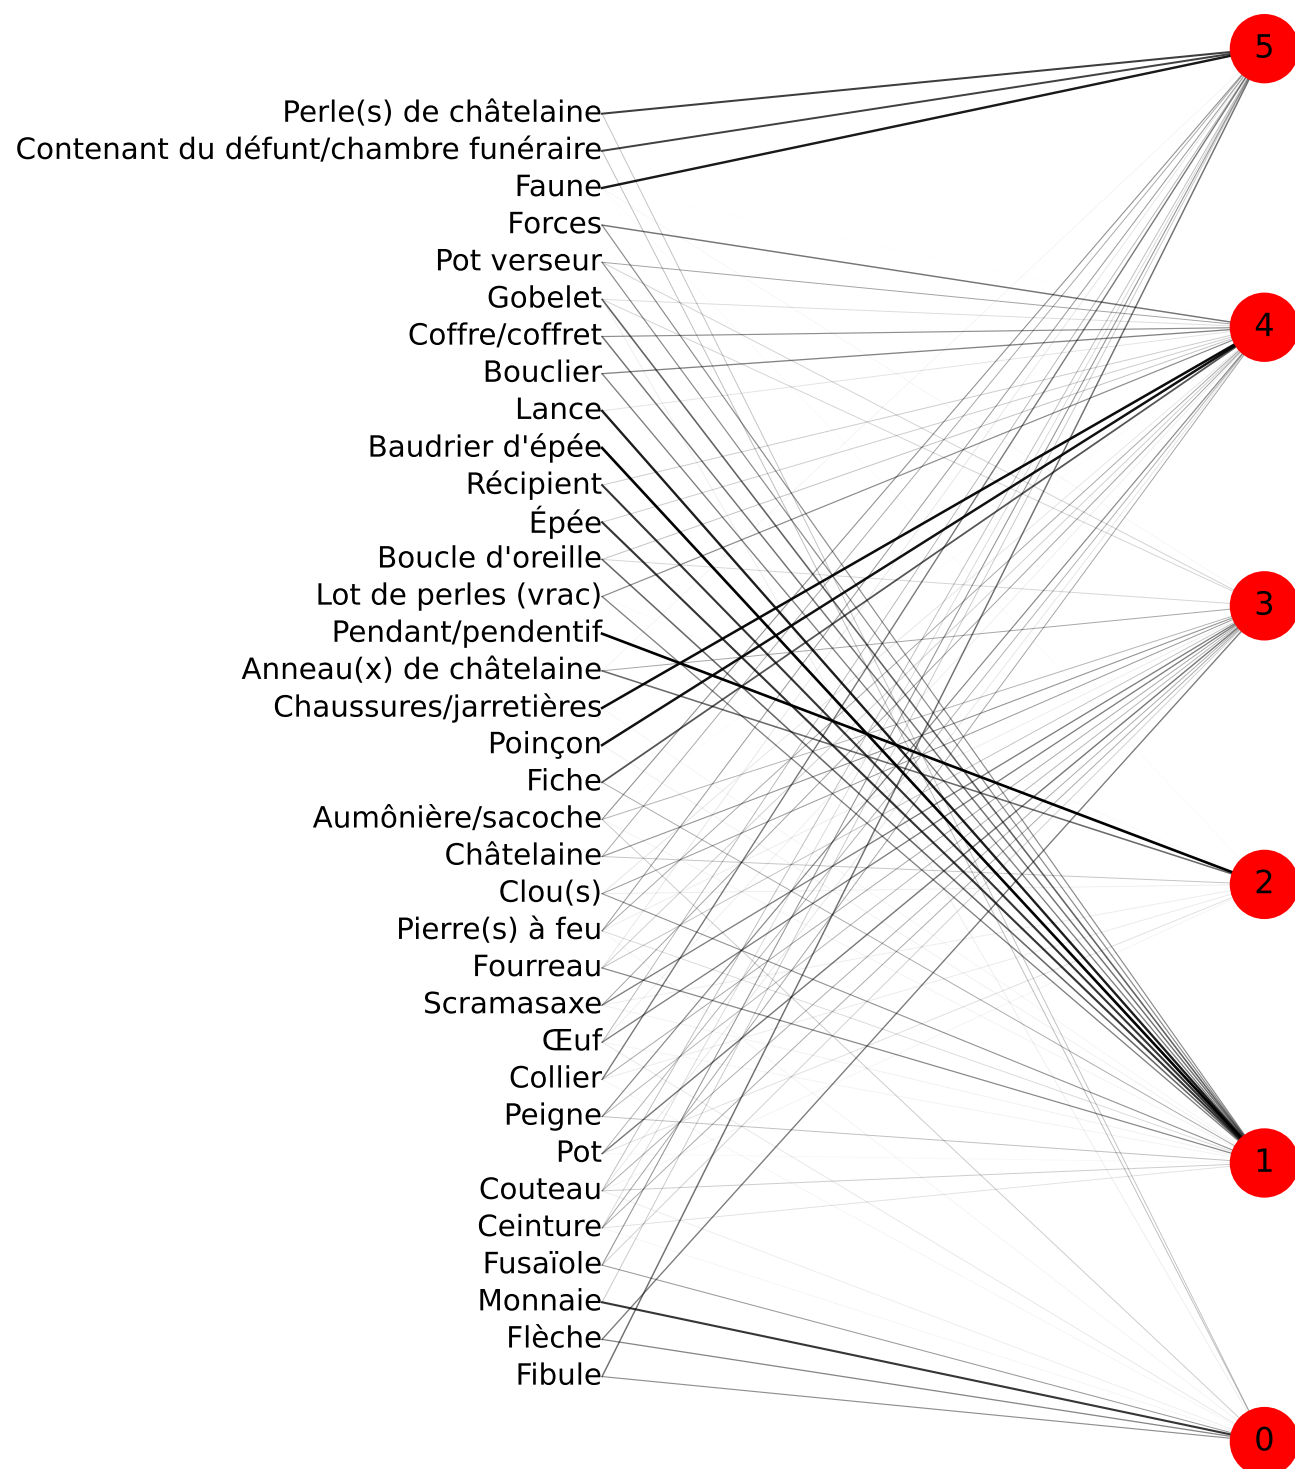 5
Perle(s) de châtelaine
Contenant du défunt/chambre funéraire
Faune
Forces
Pot verseur
Gobelet
4
Coffre/coffret
Bouclier
Lance
Baudrier d'épée
Récipient
Épée
Boucle d'oreille
Lot de perles (vrac)
3
Pendant/pendentif
Anneau(x) de châtelaine
Chaussures/jarretières
Poinçon
Fiche
Aumônière/sacoche
Châtelaine
2
Clou(s)
Pierre(s) à feu
Fourreau
Scramasaxe
Œuf
Collier
Peigne
Pot
1
Couteau
Ceinture
Fusaïole
Monnaie
Flèche
Fibule
0